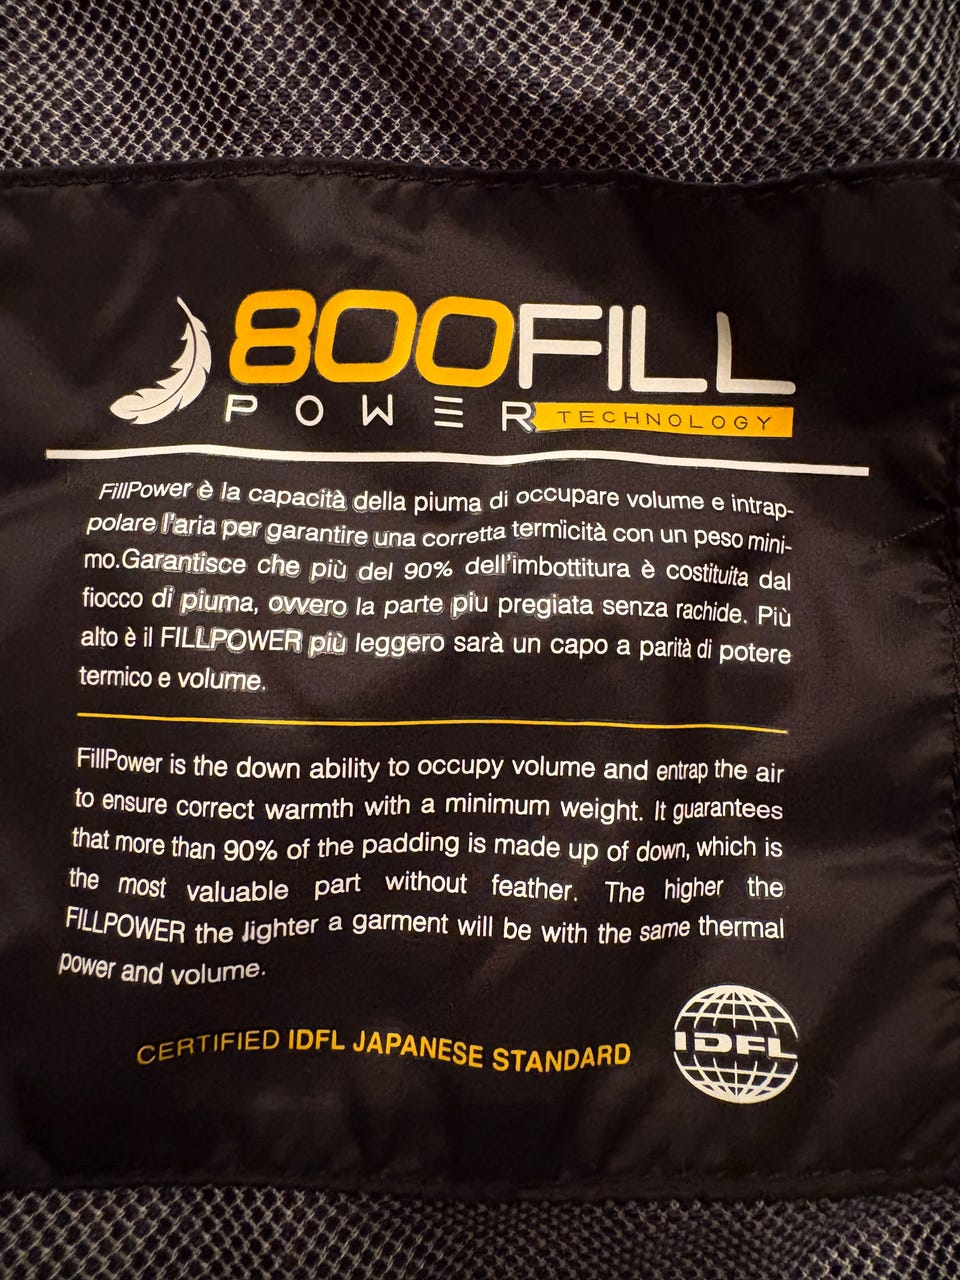 800FILL
POWER TECHNOLOGY
FillPower è la capacità della piuma di occupare volume e intrap-
polare l'aria per garantire una corretta termicità con un peso mini-
mo.Garantisce che più del 90% dell'imbottitura è costituita dal
fiocco di piuma, ovvero la parte piu pregiata senza rachide. Più
alto è il FILLPOWER più leggero sarà un capo a parità di potere
termico e volume.
FillPower is the down ability to occupy volume and entrap the air
to ensure correct warmth with a minimum weight. It guarantees
that more than 90% of the padding is made up of down, which is
the most valuable part without feather. The higher the
FILLPOWER the lighter a garment will be with the same thermal
power and volume.
CERTIFIED IDFL JAPANESE STANDARD
IDFL